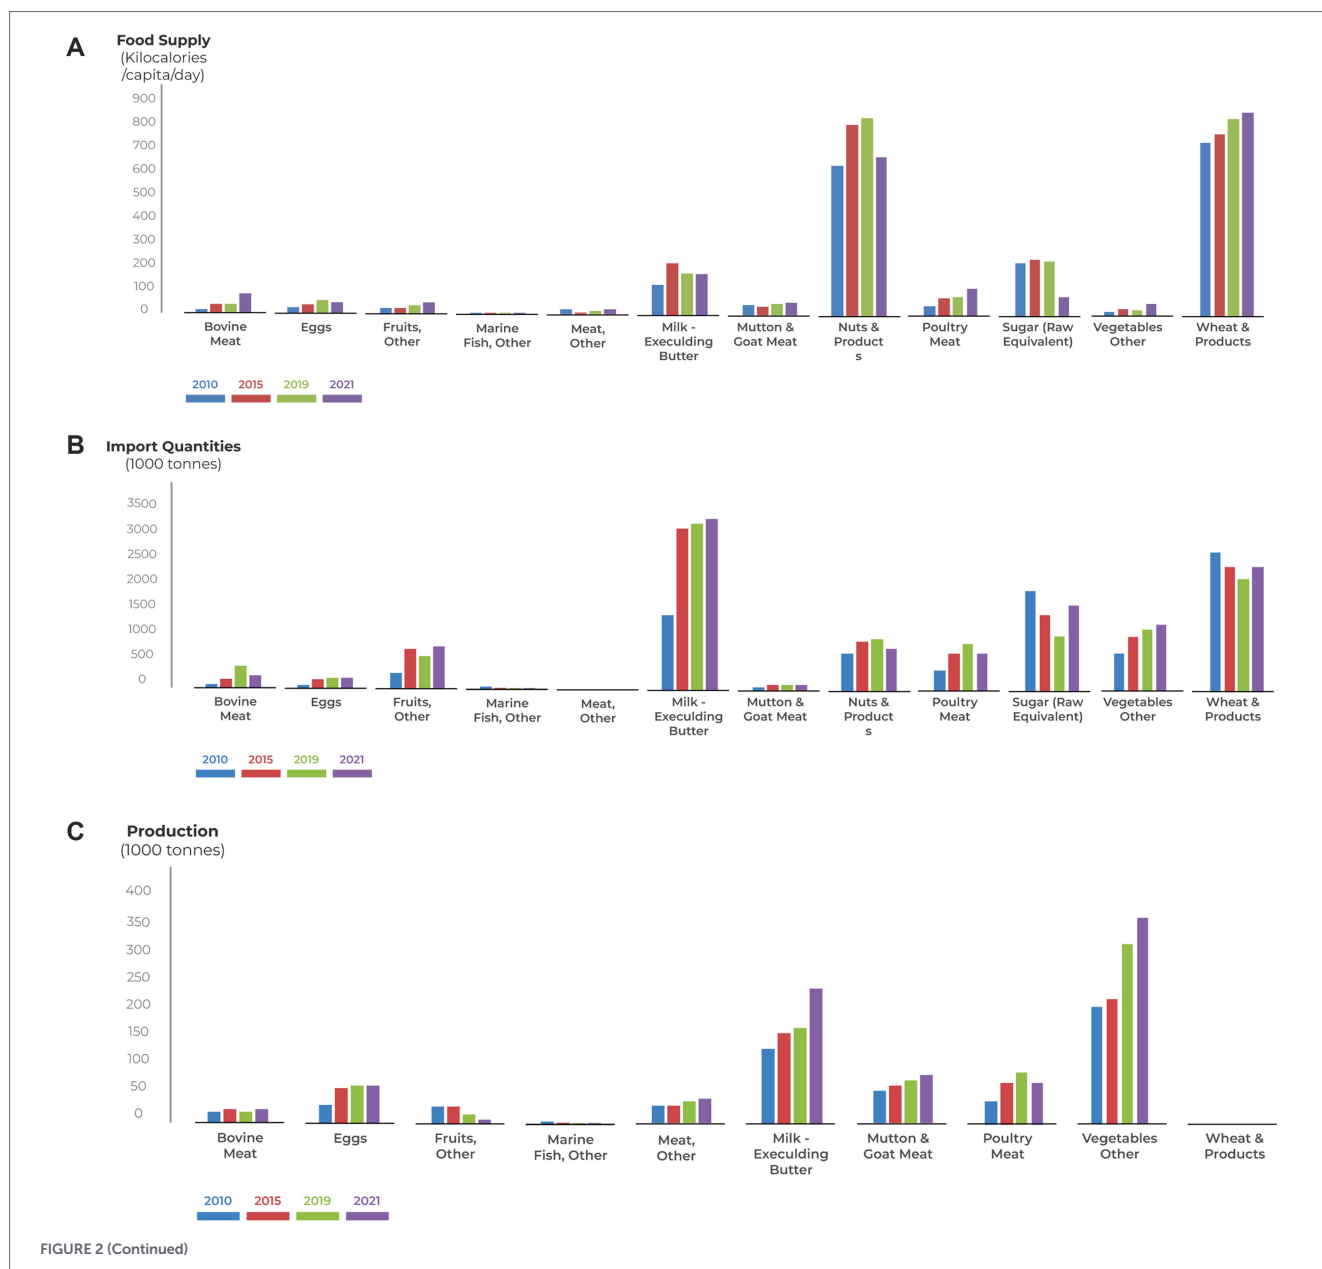 A
Food Supply
(Kilocalories
/capita/day)
900
800
700
600
500
400
300
200
100
0
Bovine Meat
Eggs
Fruits, Other
Marine Fish, Other
Meat, Other
Milk - Execulding Butter
Mutton & Goat Meat
Nuts & Product s
Poultry Meat
Sugar (Raw Equivalent)
Vegetables Other
Wheat & Products
2010 2015 2019 2021
B
Import Quantities
(1000 tonnes)
3500
3000
2500
2000
1500
1000
500
0
Bovine Meat
Eggs
Fruits, Other
Marine Fish, Other
Meat, Other
Milk - Execulding Butter
Mutton & Goat Meat
Nuts & Product s
Poultry Meat
Sugar (Raw Equivalent)
Vegetables Other
Wheat & Products
2010 2015 2019 2021
C
Production
(1000 tonnes)
400
350
300
250
200
150
100
50
0
Bovine Meat
Eggs
Fruits, Other
Marine Fish, Other
Meat, Other
Milk - Execulding Butter
Mutton & Goat Meat
Poultry Meat
Vegetables Other
Wheat & Products
2010 2015 2019 2021
FIGURE 2 (Continued)